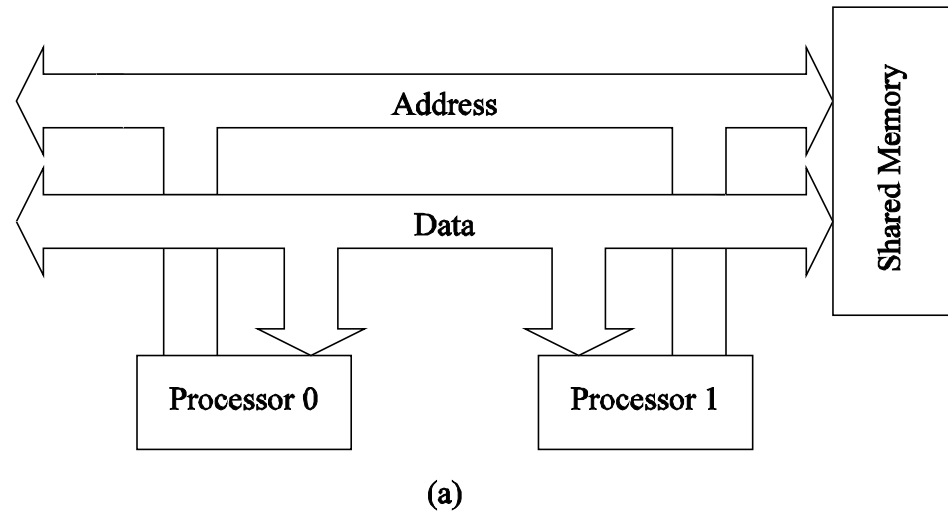 Address
Shared Memory
Data
Processor 0
Processor 1
(a)